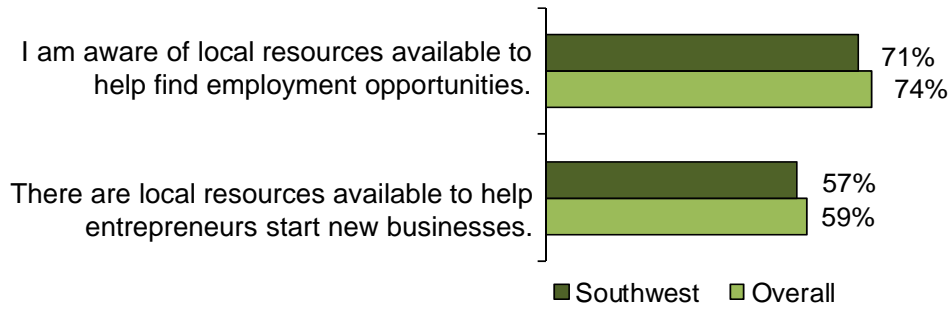 I am aware of local resources available to
help find employment opportunities.
71%
74%
There are local resources available to help
entrepreneurs start new businesses.
57%
59%
Southwest
Overall